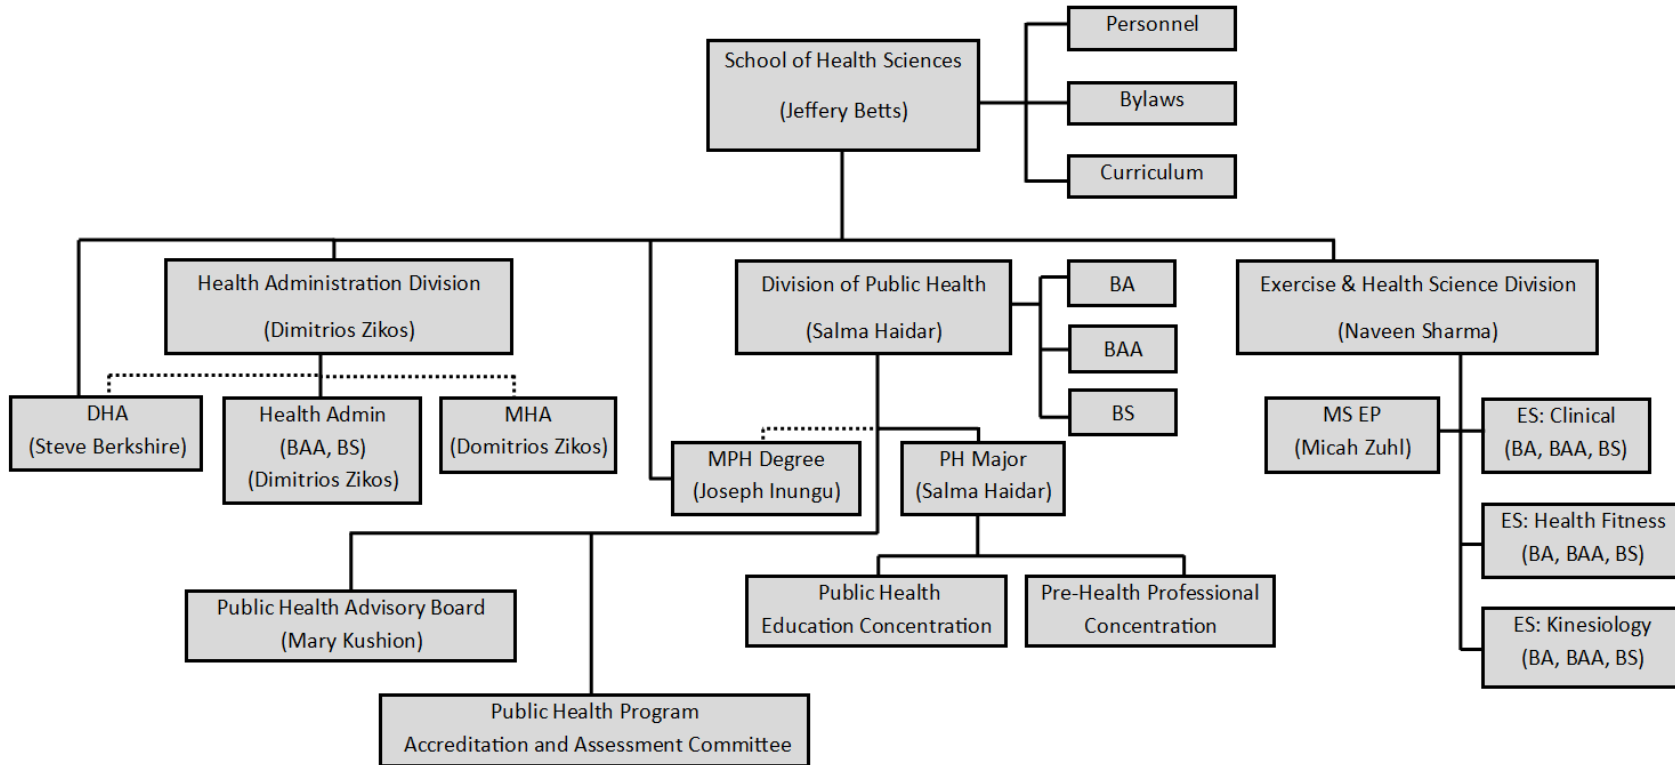 Personnel
School of Health Sciences
(Jeffery Betts)
Bylaws
Curriculum
Health Administration Division
(Dimitrios Zikos)
Division of Public Health
(Salma Haidar)
BA
BAA
BS
Exercise & Health Science Division
(Naveen Sharma)
DHA
(Steve Berkshire)
Health Admin
(BAA, BS)
(Dimitrios Zikos)
MHA
(Domitrios Zikos)
MPH Degree
(Joseph Inungu)
PH Major
(Salma Haidar)
MS EP
(Micah Zuhl)
ES: Clinical
(BA, BAA, BS)
ES: Health Fitness
(BA, BAA, BS)
ES: Kinesiology
(BA, BAA, BS)
Public Health Advisory Board
(Mary Kushion)
Public Health
Education Concentration
Pre-Health Professional
Concentration
Public Health Program
Accreditation and Assessment Committee